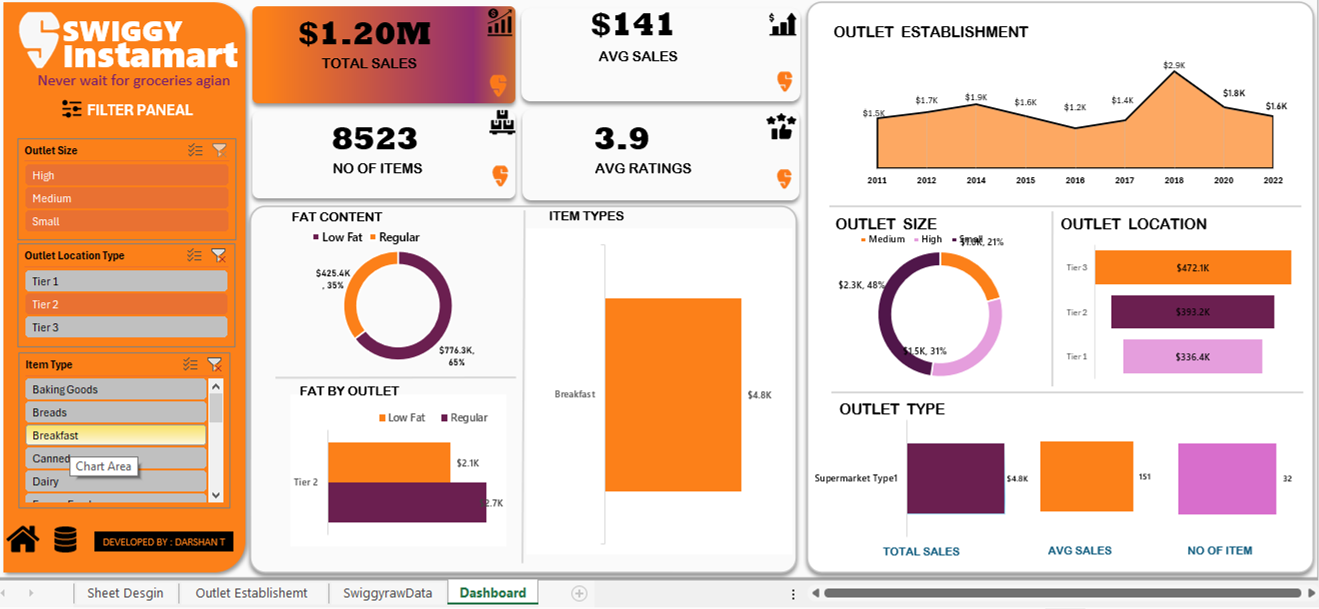 SWIGGY
Instamart
Never wait for groceries agian
FILTER PANEAL
Outlet Size
High
Medium
Small
Outlet Location Type
Tier 1
Tier 2
Tier 3
Item Type
Baking Goods
Breads
Breakfast
Canned
Chart Area
Dairy
DEVELOPED BY : DARSHAN T
$1.20M
TOTAL SALES
$141
AVG SALES
8523
NO OF ITEMS
3.9
AVG RATINGS
FAT CONTENT
Low Fat Regular
$425.4K
, 35%
$776.3K,
65%
FAT BY OUTLET
Low Fat Regular
Tier 2
$2.1K
2.7K
ITEM TYPES
Breakfast
$4.8K
OUTLET ESTABLISHMENT
$1.5K
$1.7K
$1.9K
$1.6K
$1.2K
$1.4K
$2.9K
$1.8K
$1.6K
2011 2012 2014 2015 2016 2017 2018 2020 2022
OUTLET SIZE
Medium High Small
$1.0K, 21%
$2.3K, 48%
$1.5K, 31%
OUTLET LOCATION
Tier 3 $472.1K
Tier 2 $393.2K
Tier 1 $336.4K
OUTLET TYPE
Supermarket Type1 $4.8K 151 32
TOTAL SALES AVG SALES NO OF ITEM
Sheet Desgin Outlet Establishemt SwiggyrawData Dashboard